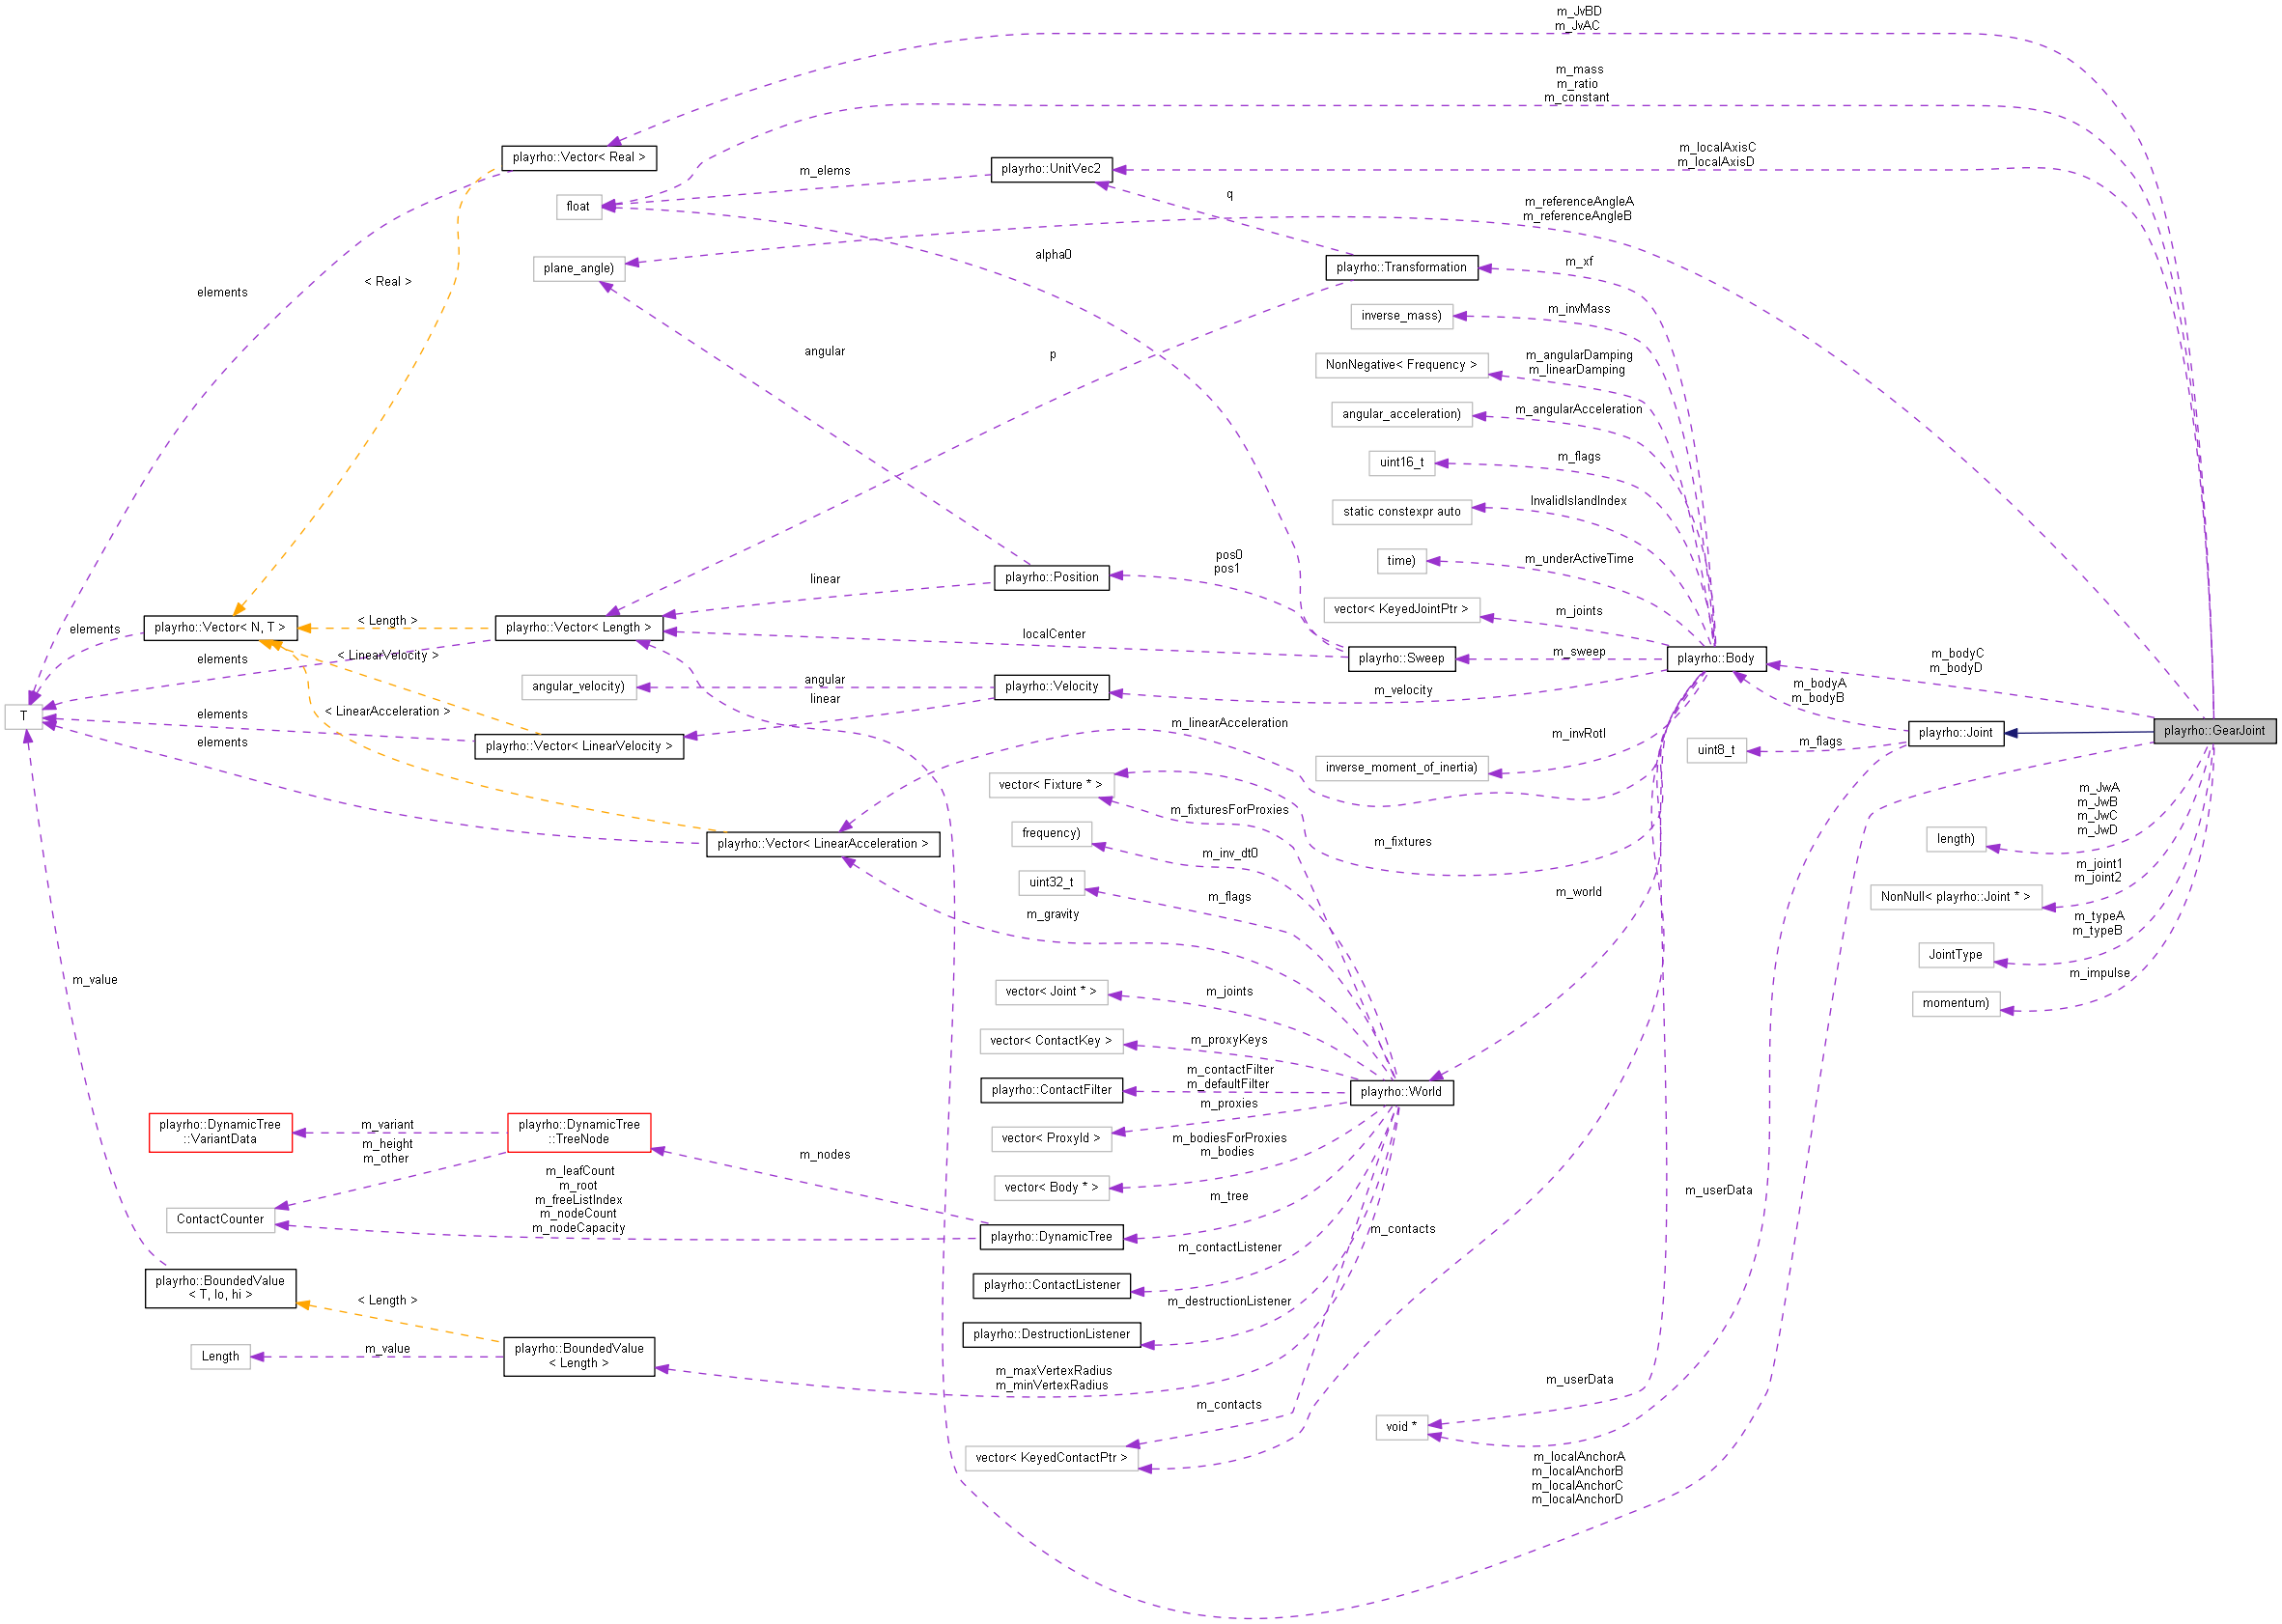 m_JvBD
m_JvAC
m_mass
m_ratio
m_constant
playrho::Vector< Real >
m_elems
playrho::UnitVec2
m_localAxisC
m_localAxisD
float
q
m_referenceAngleA
m_referenceAngleB
plane_angle)
alpha0
playrho::Transformation
m_xf
elements
< Real >
inverse_mass)
m_invMass
angular
p
NonNegative< Frequency >
m_angularDamping
m_linearDamping
angular_acceleration)
m_angularAcceleration
uint16_t
m_flags
static constexpr auto
InvalidIslandIndex
time)
m_underActiveTime
linear
playrho::Position
pos0
pos1
vector< KeyedJointPtr >
m_joints
elements
playrho::Vector< N, T >
< Length >
playrho::Vector< Length >
localCenter
playrho::Sweep
m_sweep
playrho::Body
m_bodyC
m_bodyD
elements
< LinearVelocity >
angular_velocity)
angular
linear
playrho::Velocity
m_velocity
m_bodyA
m_bodyB
T
elements
< LinearAcceleration >
elements
playrho::Vector< LinearVelocity >
m_linearAcceleration
m_invRotI
uint8_t
m_flags
playrho::Joint
playrho::GearJoint
inverse_moment_of_inertia)
vector< Fixture * >
m_fixturesForProxies
m_JwA
m_JwB
m_JwC
m_JwD
length)
frequency)
m_inv_dt0
m_fixtures
playrho::Vector< LinearAcceleration >
uint32_t
m_flags
m_world
m_joint1
m_joint2
NonNull< playrho::Joint * >
m_gravity
m_typeA
m_typeB
JointType
m_value
vector< Joint * >
m_joints
m_impulse
momentum)
vector< ContactKey >
m_proxyKeys
playrho::ContactFilter
m_contactFilter
m_defaultFilter
playrho::World
playrho::DynamicTree
::VariantData
m_variant
m_height
m_other
playrho::DynamicTree
::TreeNode
m_nodes
vector< ProxyId >
m_proxies
m_bodiesForProxies
m_bodies
vector< Body * >
m_userData
ContactCounter
m_leafCount
m_root
m_freeListIndex
m_nodeCount
m_nodeCapacity
playrho::DynamicTree
m_tree
m_contacts
m_contactListener
playrho::ContactListener
playrho::BoundedValue
< T, lo, hi >
< Length >
m_destructionListener
playrho::DestructionListener
Length
m_value
playrho::BoundedValue
< Length >
m_maxVertexRadius
m_minVertexRadius
m_userData
m_contacts
void *
vector< KeyedContactPtr >
m_localAnchorA
m_localAnchorB
m_localAnchorC
m_localAnchorD